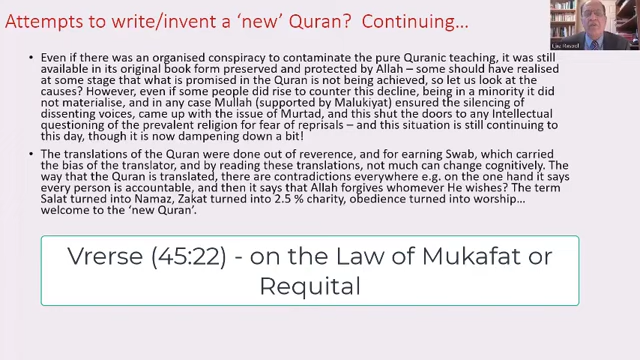 Attempts to write/invent a ‘new’ Quran?  Continuing…
• Even if there was an organised conspiracy to contaminate the pure Quranic teaching, it was still
available in its original book form preserved and protected by Allah – some should have realised
at some stage that what is promised in the Quran is not being achieved, so let us look at the
causes? However, even if some people did rise to counter this decline, being in a minority it did
not materialise, and in any case Mullah (supported by Malukiyat) ensured the silencing of
dissenting voices, came up with the issue of Murtad, and this shut the doors to any Intellectual
questioning of the prevalent religion for fear of reprisals – and this situation is still continuing to
this day, though it is now dampening down a bit!
• The translations of the Quran were done out of reverence, and for earning Swab, which carried
the bias of the translator, and by reading these translations, not much can change cognitively. The
way that the Quran is translated, there are contradictions everywhere e.g. on the one hand it says
every person is accountable, and then it says that Allah forgives whomever He wishes? The term
Salat turned into Namaz, Zakat turned into 2.5 % charity, obedience turned into worship…
welcome to the ‘new Quran’.
Vrerse (45:22) - on the Law of Mukafat or
Requital